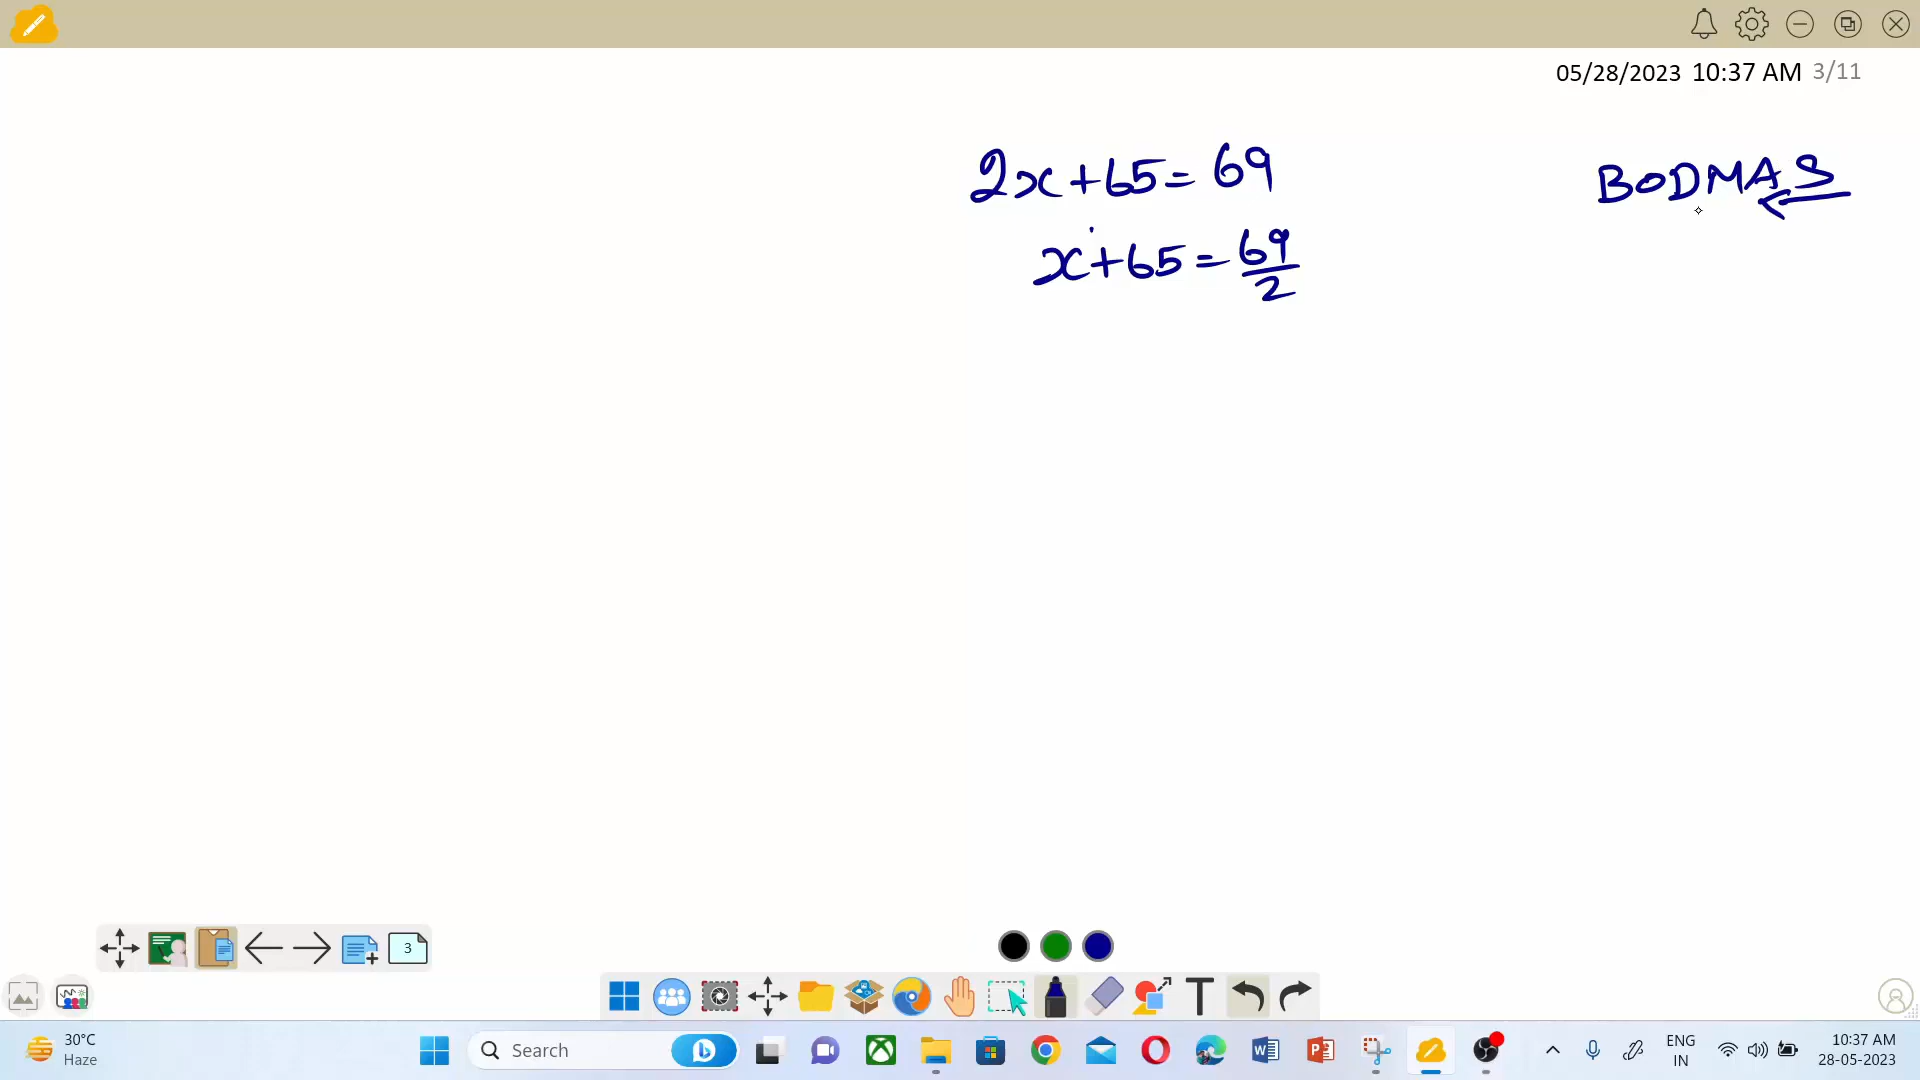 05/28/2023 10:37 AM 3/11
2x+65=69
BODMAS
x+65=69/2
3
30°C
Haze
Search
ENG
IN
10:37 AM
28-05-2023